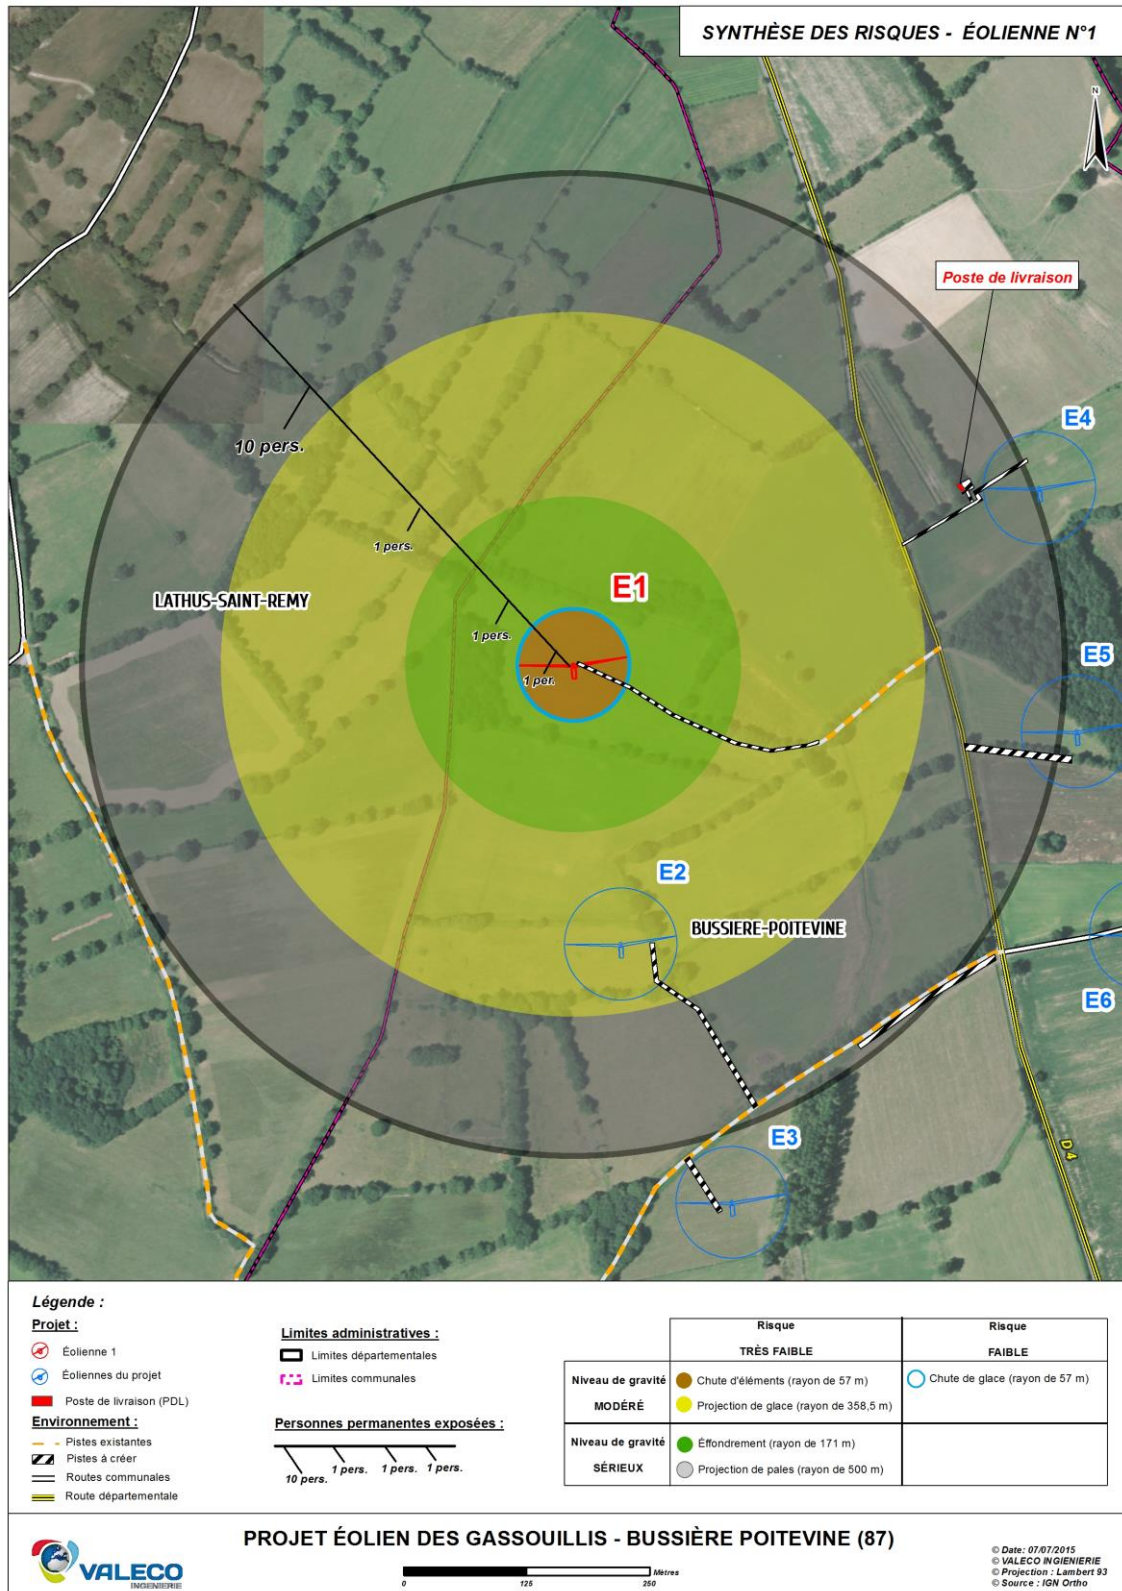 SYNTHÈSE DES RISQUES - ÉOLIENNE N°1
N
Poste de livraison
E4
10 pers.
1 pers.
E1
LATHUS-SAINT-REMY
1 pers.
E5
1 per.
E2
BUSSIERE-POITEVINE
E6
E3
D 4
Légende :
Projet :
Éolienne 1
Éoliennes du projet
Poste de livraison (PDL)
Environnement :
Pistes existantes
Pistes à créer
Routes communales
Route départementale
Limites administratives :
Limites départementales
Limites communales
Personnes permanentes exposées :
10 pers.
1 pers.
1 pers.
1 pers.
Risque
TRÈS FAIBLE
Risque
FAIBLE
Niveau de gravité
MODÉRÉ
Chute d'éléments (rayon de 57 m)
Projection de glace (rayon de 358,5 m)
Chute de glace (rayon de 57 m)
Niveau de gravité
SÉRIEUX
Éffondrement (rayon de 171 m)
Projection de pales (rayon de 500 m)
VALECO
INGENIERIE
PROJET ÉOLIEN DES GASSOUILLIS - BUSSIÈRE POITEVINE (87)
Mètres
0 125 250
© Date: 07/07/2015
© VALECO INGENIERIE
© Projection : Lambert 93
© Source : IGN Ortho